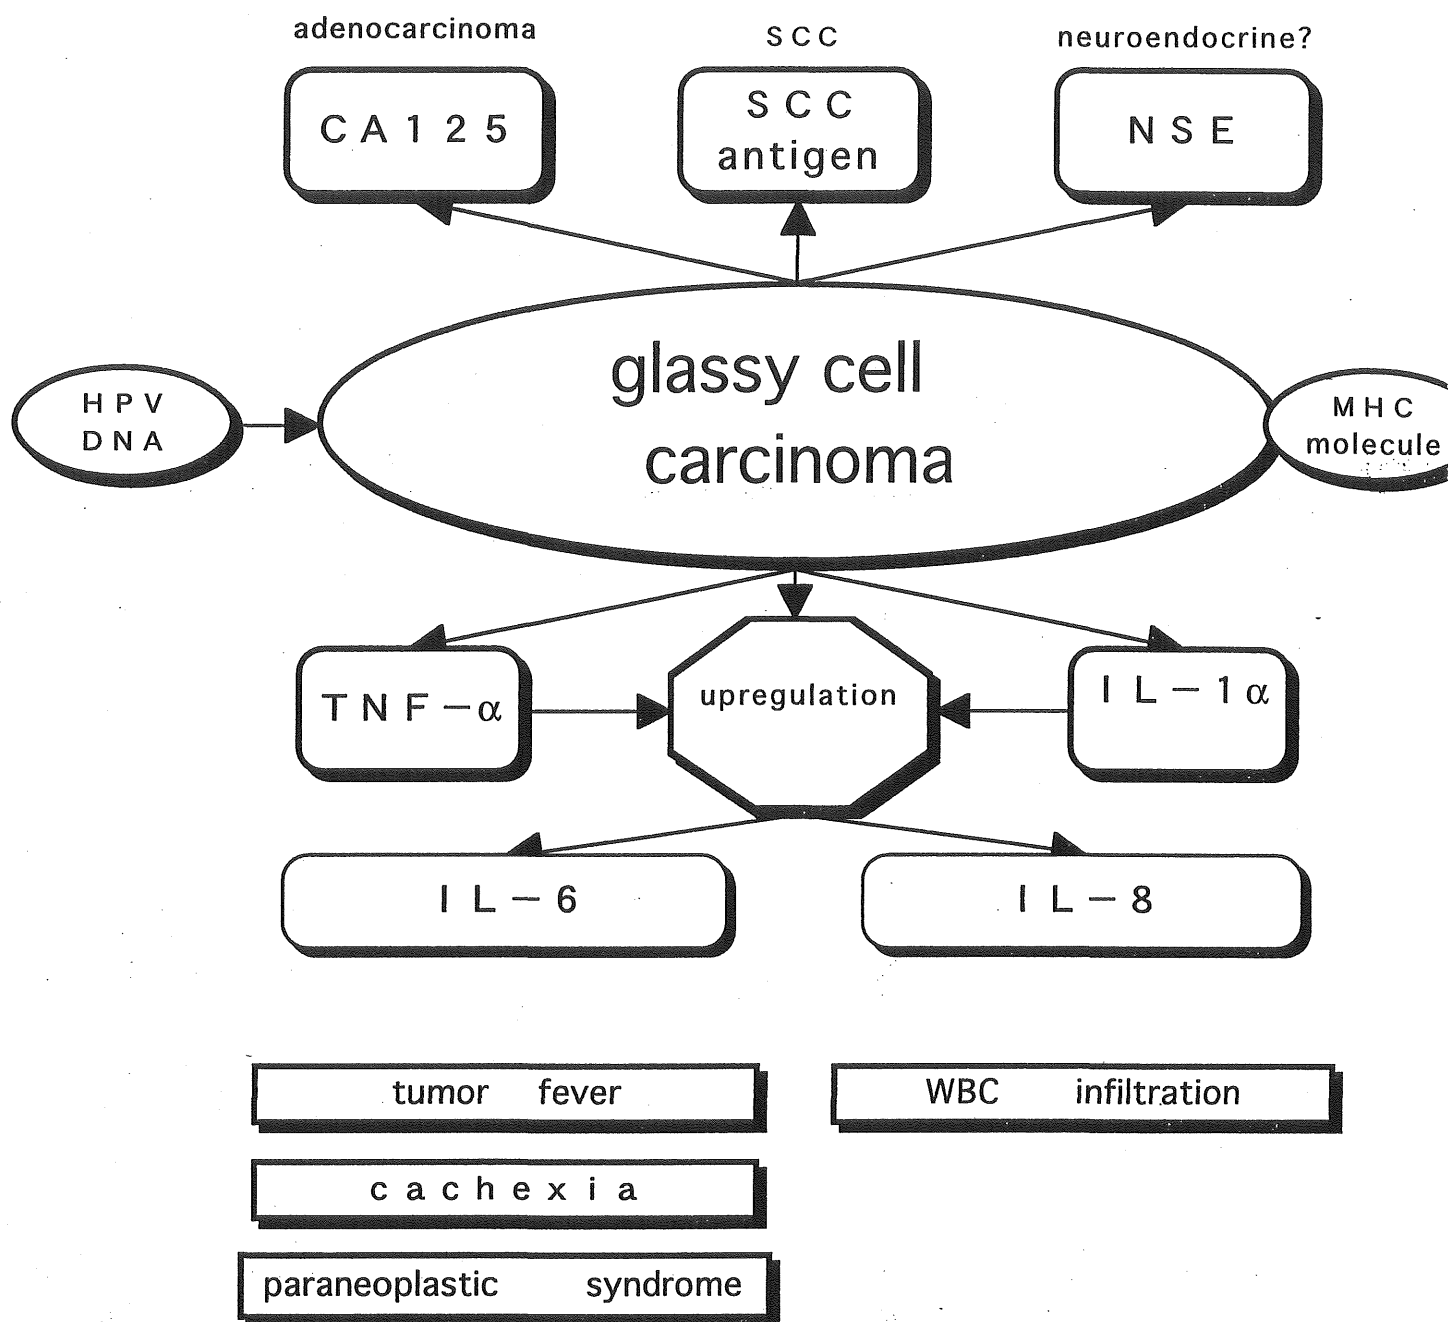 adenocarcinoma
SCC
neuroendocrine?
CA125
SCC
antigen
NSE
glassy cell
carcinoma
HPV
DNA
MHC
molecule
TNF-α
upregulation
IL-1α
IL-6
IL-8
tumor fever
WBC infiltration
cachexia
paraneoplastic syndrome